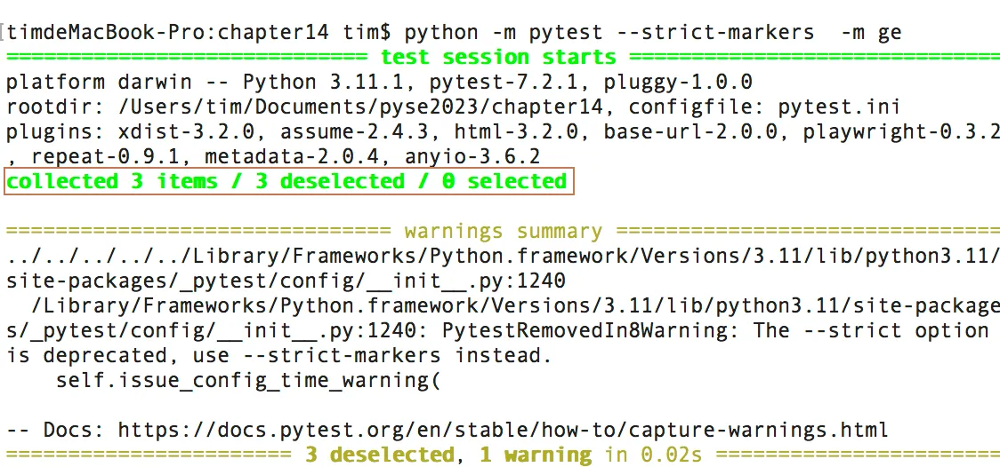 timdeMacBook-Pro:chapter14 tim$ python -m pytest --strict-markers  -m ge
============================== test session starts ===============================
platform darwin -- Python 3.11.1, pytest-7.2.1, pluggy-1.0.0
rootdir: /Users/tim/Documents/pyse2023/chapter14, configfile: pytest.ini
plugins: xdist-3.2.0, assume-2.4.3, html-3.2.0, base-url-2.0.0, playwright-0.3.2
, repeat-0.9.1, metadata-2.0.4, anyio-3.6.2
collected 3 items / 3 deselected / 0 selected
================================ warnings summary ================================
../../../../../Library/Frameworks/Python.framework/Versions/3.11/lib/python3.11/
site-packages/_pytest/config/__init__.py:1240
  /Library/Frameworks/Python.framework/Versions/3.11/lib/python3.11/site-package
s/_pytest/config/__init__.py:1240: PytestRemovedIn8Warning: The --strict option
is deprecated, use --strict-markers instead.
    self.issue_config_time_warning(
-- Docs: https://docs.pytest.org/en/stable/how-to/capture-warnings.html
======================== 3 deselected, 1 warning in 0.02s ========================